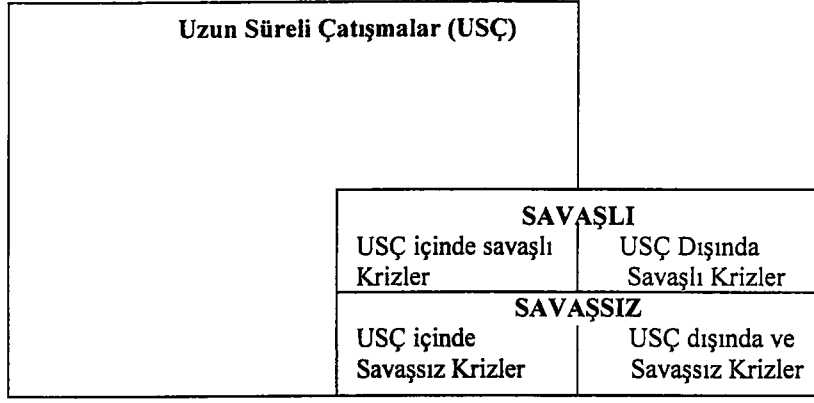 Uzun Süreli Çatışmalar (USÇ)
SAVAŞLI
USÇ içinde savaşlı
Krizler
USÇ Dışında
Savaşlı Krizler
SAVAŞSIZ
USÇ içinde
Savaşsız Krizler
USÇ dışında ve
Savaşsız Krizler